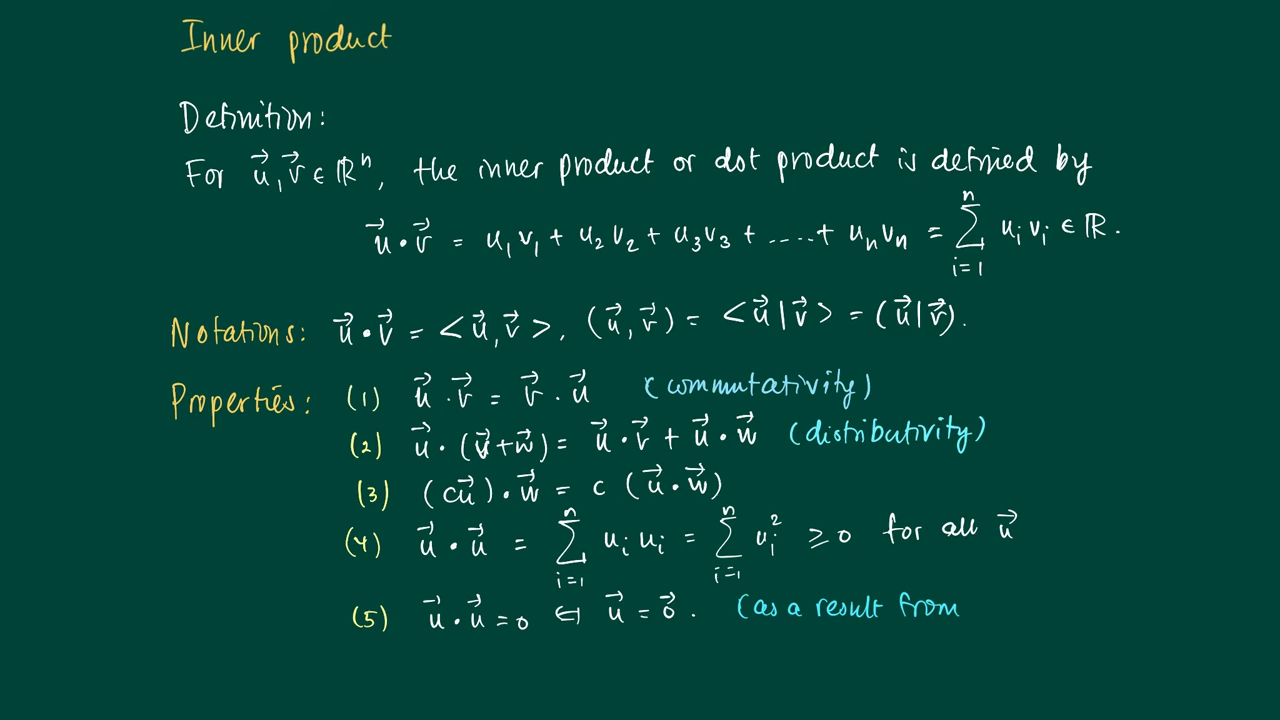 Inner product
Definition:
For u⃗, v⃗ ∈ ℝⁿ, the inner product or dot product is defined by
u⃗ • v⃗ = u₁v₁ + u₂v₂ + u₃v₃ + ..... + uₙvₙ = ∑ᵢ₌₁ⁿ uᵢvᵢ ∈ ℝ.
Notations: u⃗ • v⃗ = <u⃗, v⃗>, (u⃗, v⃗) = <u⃗|v⃗> = (u⃗|v⃗).
Properties: (1) u⃗ · v⃗ = v⃗ · u⃗ (commutativity)
(2) u⃗ · (v⃗+w⃗) = u⃗ · v⃗ + u⃗ · w⃗ (distributivity)
(3) (cu⃗) · w⃗ = c (u⃗ · w⃗)
(4) u⃗ • u⃗ = ∑ᵢ₌₁ⁿ uᵢ uᵢ = ∑ᵢ₌₁ⁿ uᵢ² ≥ 0 for all u⃗
(5) u⃗ • u⃗ = 0 ⇔ u⃗ = 0⃗. (as a result from